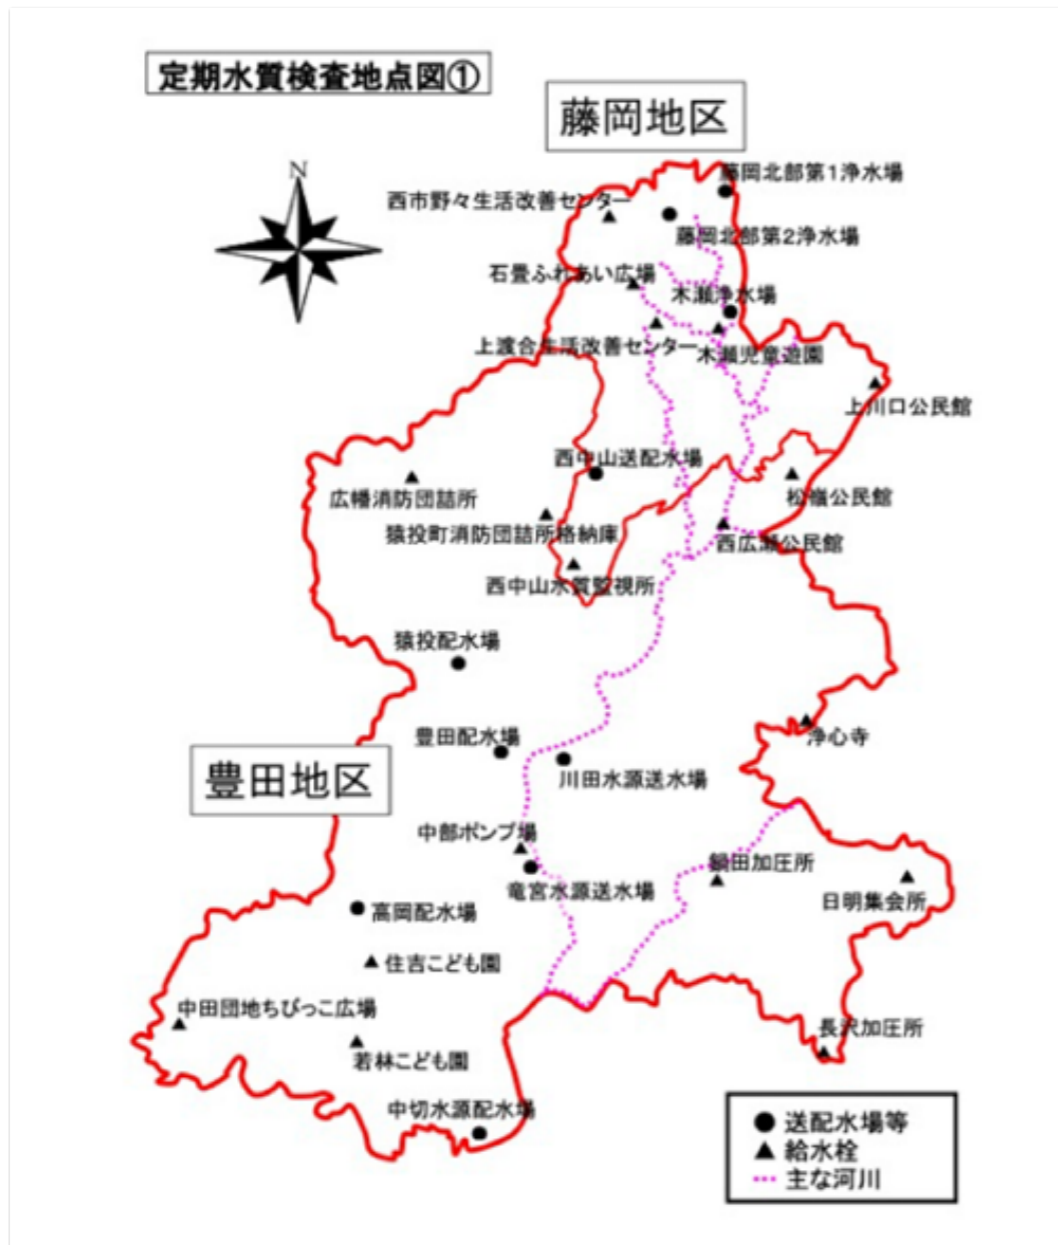 定期水質検査地点図①
藤岡地区
N
藤岡北部第1浄水場
西市野々生活改善センター
藤岡北部第2浄水場
石畳ふれあい広場
木瀬浄水場
上渡合生活改善センター
木瀬児童遊園
上川口公民館
西中山送配水場
広幡消防団詰所
松嶺公民館
猿投町消防団詰所格納庫
西広瀬公民館
西中山水質監視所
猿投配水場
浄心寺
豊田配水場
豊田地区
川田水源送水場
中部ポンプ場
鍋田加圧所
竜宮水源送水場
日明集会所
高岡配水場
住吉こども園
中田団地ちびっこ広場
長沢加圧所
若林こども園
中切水源配水場
送配水場等
給水栓
主な河川